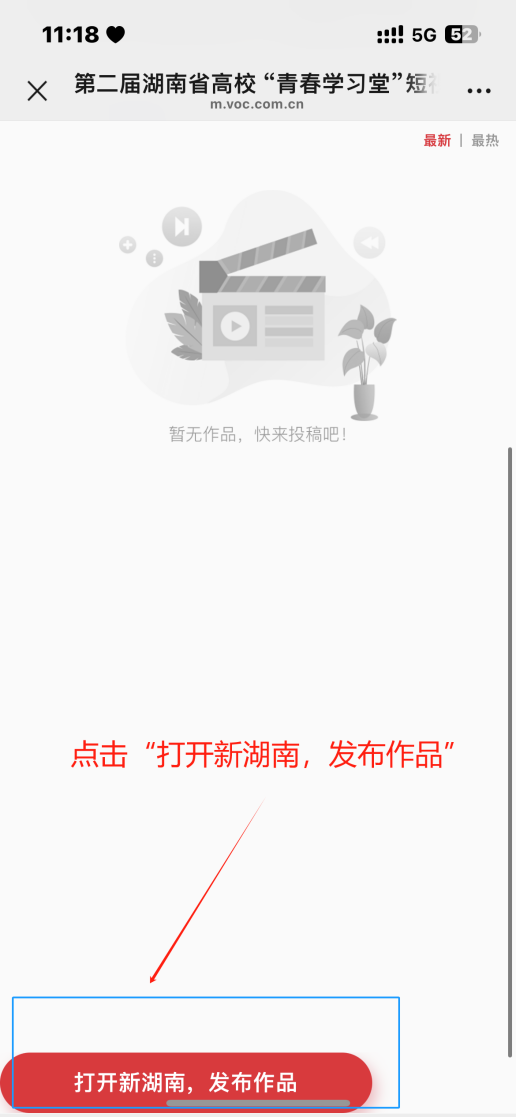 11:18
5G
52
第二届湖南省高校“青春学习堂”短
m.voc.com.cn
最新 | 最热
暂无作品，快来投稿吧！
点击“打开新湖南，发布作品”
打开新湖南，发布作品